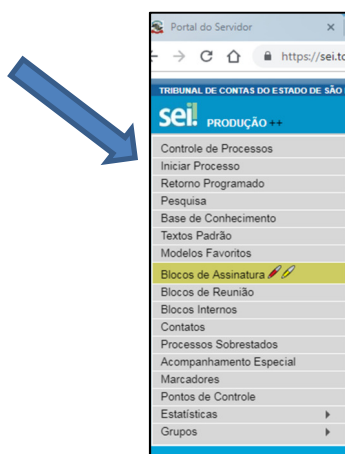 Portal do Servidor
https://sei.tc
TRIBUNAL DE CONTAS DO ESTADO DE SÃO
sei! PRODUÇÃO ++
Controle de Processos
Iniciar Processo
Retorno Programado
Pesquisa
Base de Conhecimento
Textos Padrão
Modelos Favoritos
Blocos de Assinatura
Blocos de Reunião
Blocos Internos
Contatos
Processos Sobrestados
Acompanhamento Especial
Marcadores
Pontos de Controle
Estatísticas
Grupos